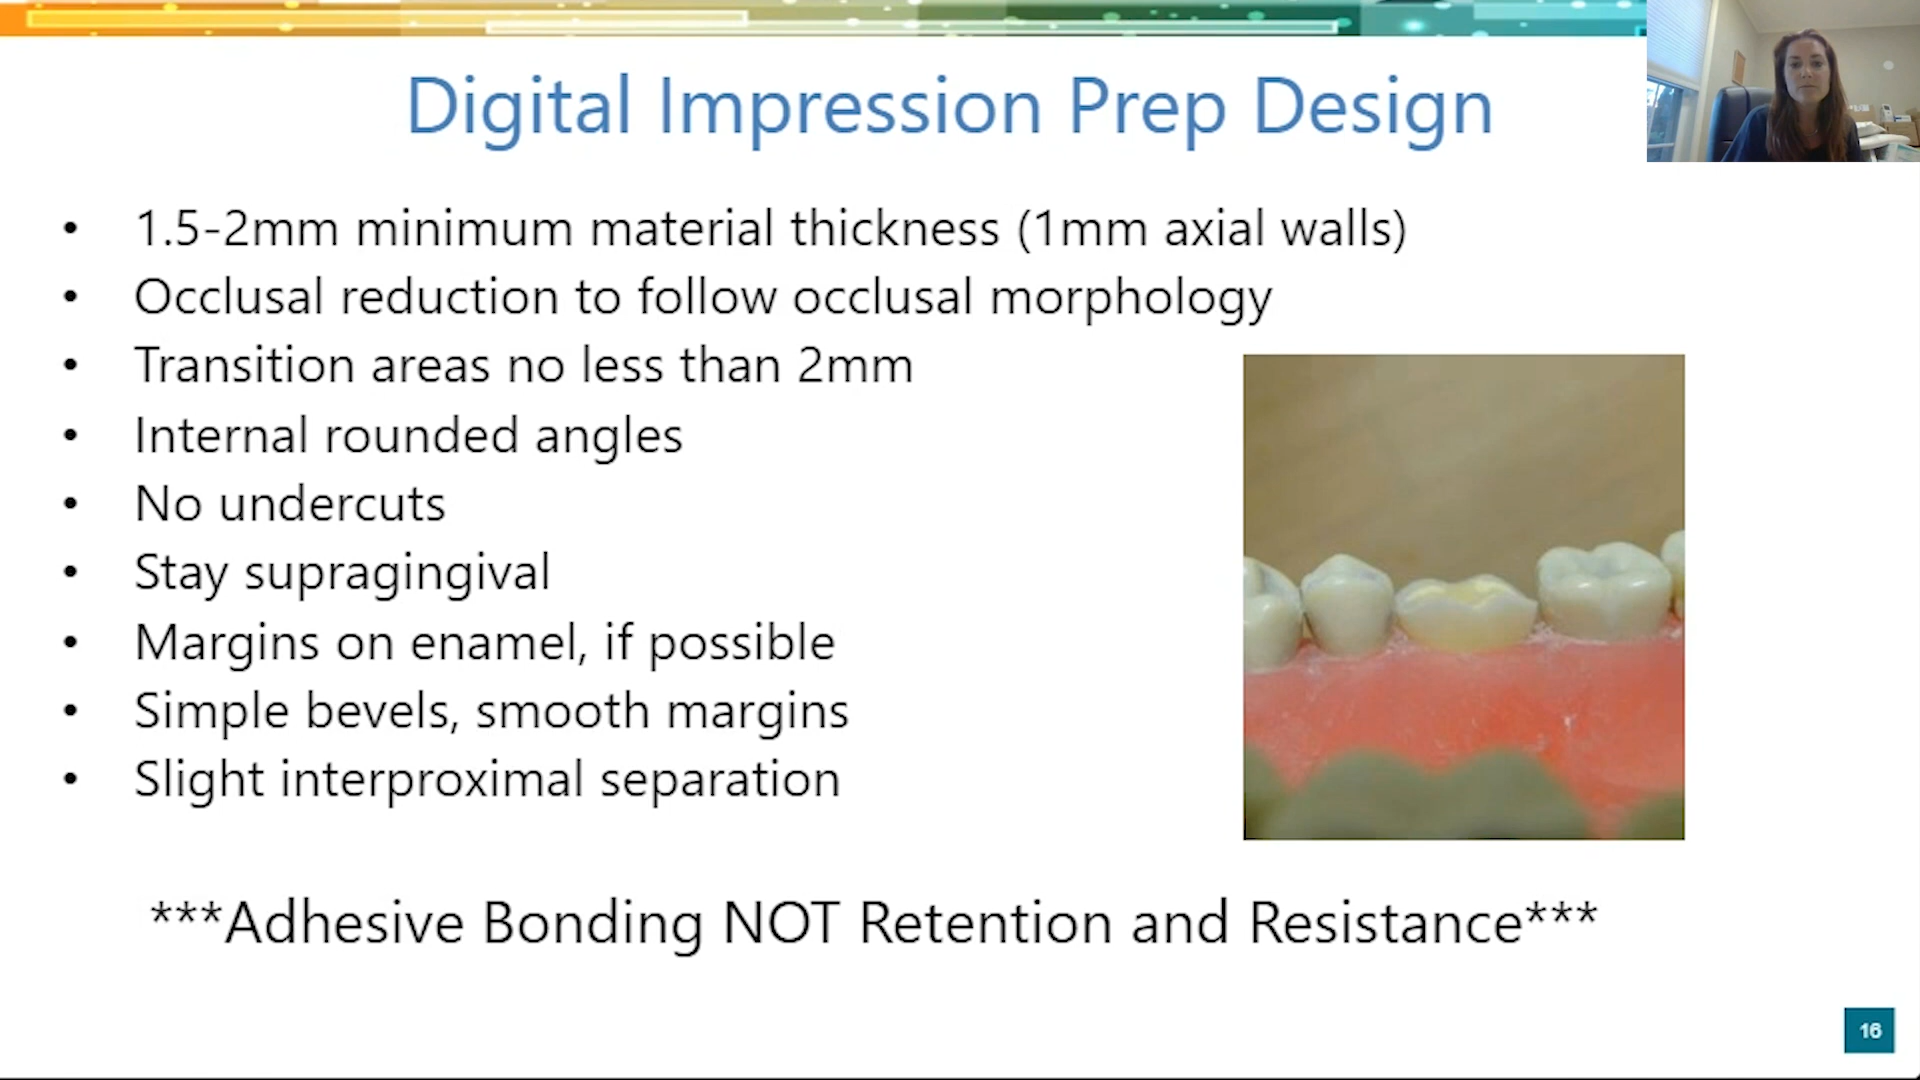 Digital Impression Prep Design
• 1.5-2mm minimum material thickness (1mm axial walls)
• Occlusal reduction to follow occlusal morphology
• Transition areas no less than 2mm
• Internal rounded angles
• No undercuts
• Stay supragingival
• Margins on enamel, if possible
• Simple bevels, smooth margins
• Slight interproximal separation
***Adhesive Bonding NOT Retention and Resistance***
16